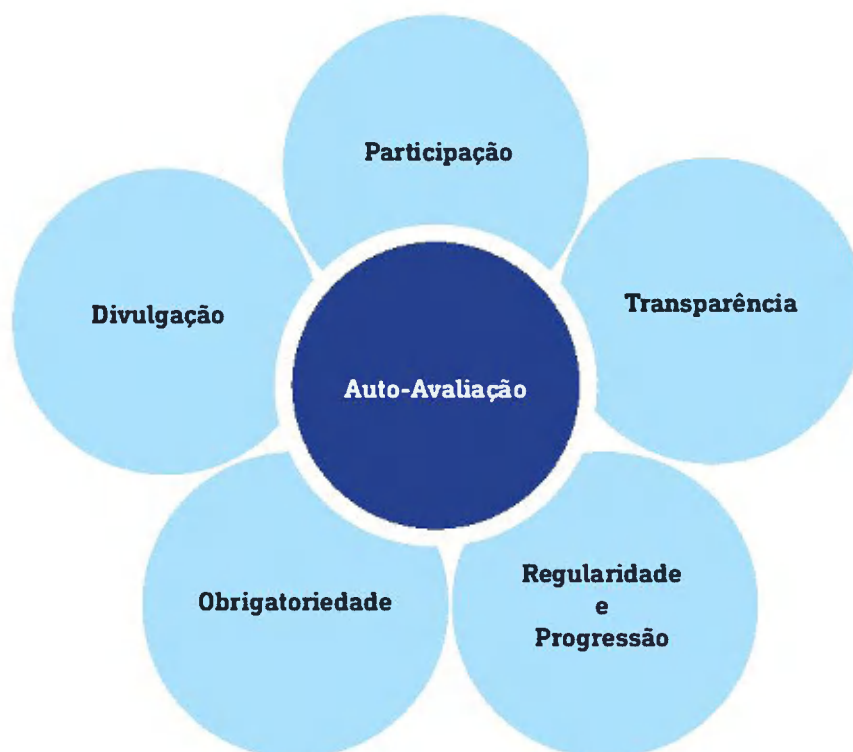 Participação
Transparência
Divulgação
Auto-Avaliação
Obrigatoriedade
Regularidade
e
Progressão